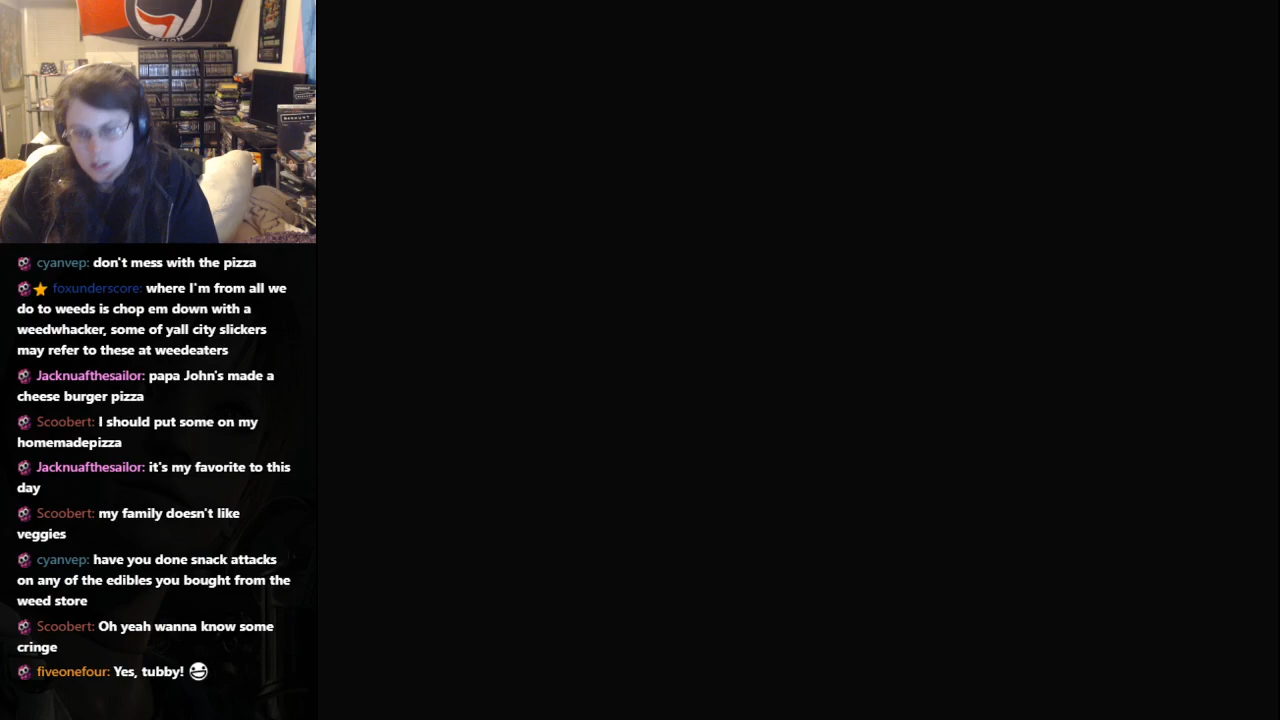 ACTION
MANHUNT
cyanvep: don't mess with the pizza
foxunderscore: where I'm from all we
do to weeds is chop em down with a
weedwhacker, some of yall city slickers
may refer to these at weedeaters
Jacknuafthesailor: papa John's made a
cheese burger pizza
Scoobert: I should put some on my
homemadepizza
Jacknuafthesailor: it's my favorite to this
day
Scoobert: my family doesn't like
veggies
cyanvep: have you done snack attacks
on any of the edibles you bought from the
weed store
Scoobert: Oh yeah wanna know some
cringe
fiveonefour: Yes, tubby!